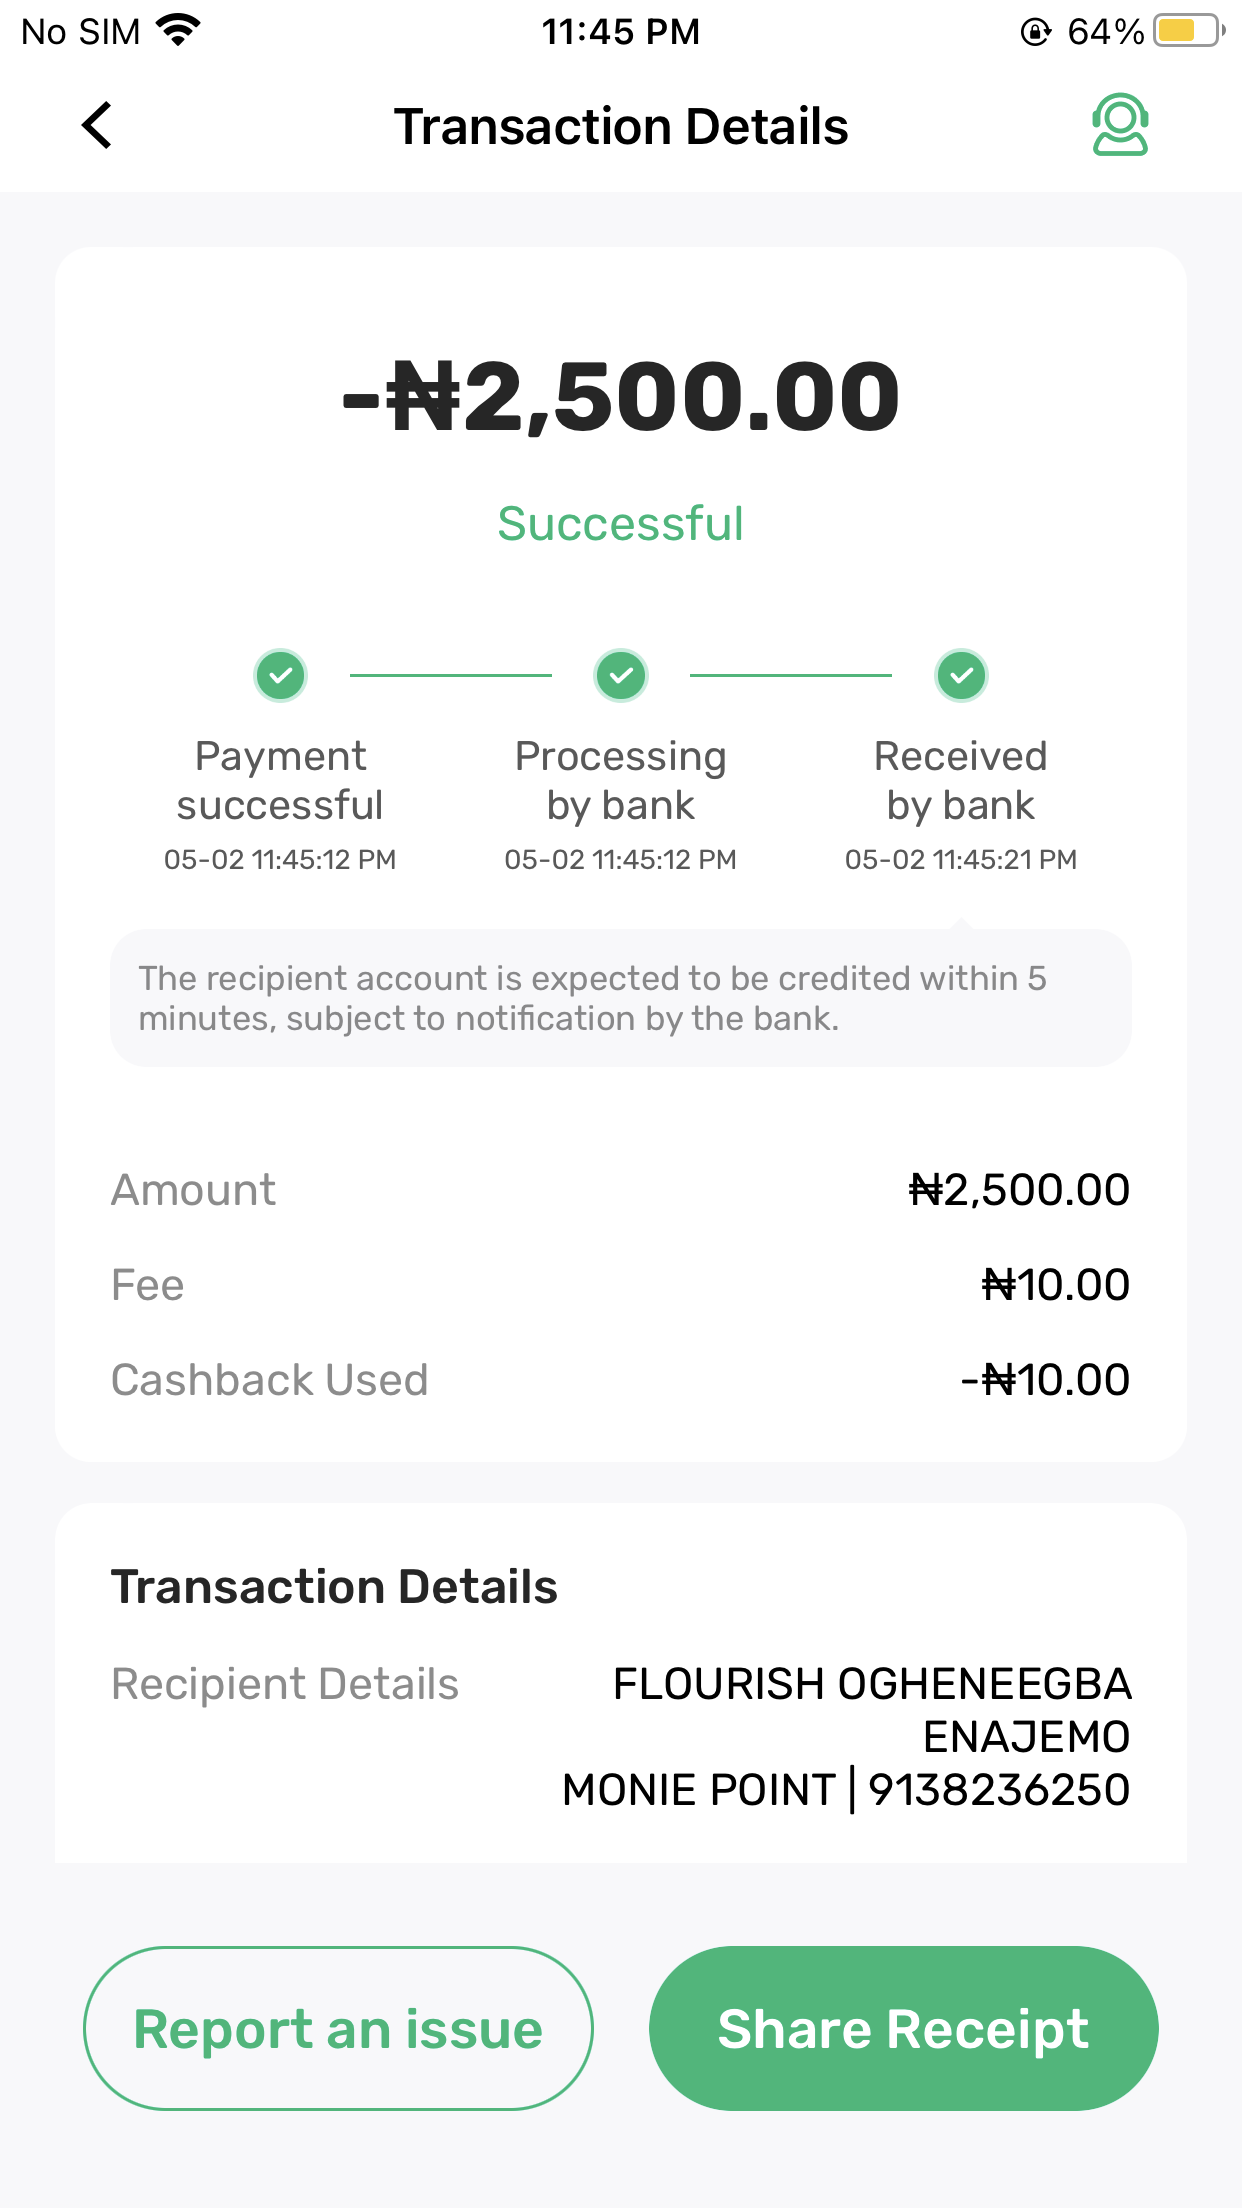 No SIM 11:45 PM 64%
Transaction Details
-₦2,500.00
Successful
Payment successful
05-02 11:45:12 PM
Processing by bank
05-02 11:45:12 PM
Received by bank
05-02 11:45:21 PM
The recipient account is expected to be credited within 5
minutes, subject to notification by the bank.
Amount ₦2,500.00
Fee ₦10.00
Cashback Used -₦10.00
Transaction Details
Recipient Details FLOURISH OGHENEEGBA
ENAJEMO
MONIE POINT | 9138236250
Report an issue Share Receipt